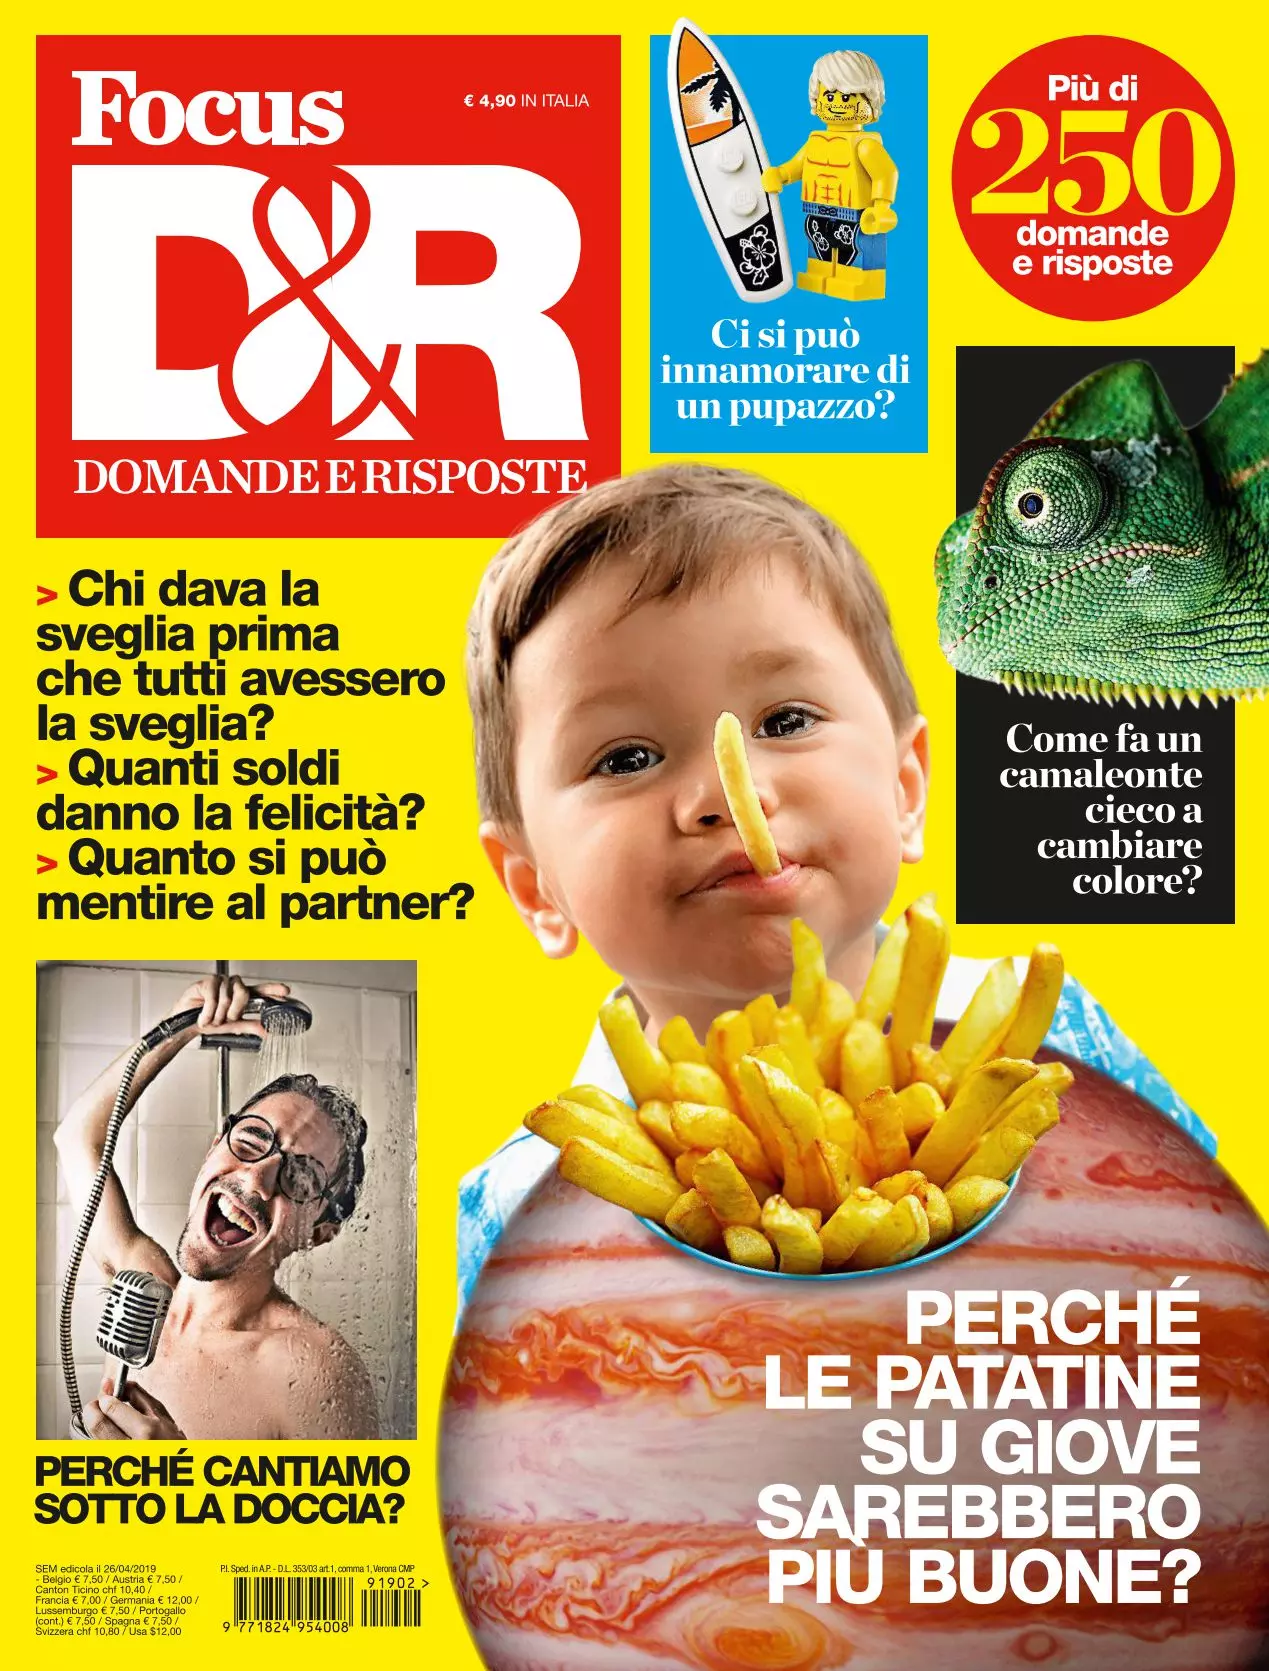 Focus
€ 4,90 IN ITALIA
D&R
DOMANDE E RISPOSTE
Ci si può
innamorare di
un pupazzo?
Più di
250
domande
e risposte
> Chi dava la
sveglia prima
che tutti avessero
la sveglia?
> Quanti soldi
danno la felicità?
> Quanto si può
mentire al partner?
Come fa un
camaleonte
cieco a
cambiare
colore?
PERCHÉ CANTIAMO
SOTTO LA DOCCIA?
PERCHÉ
LE PATATINE
SU GIOVE
SAREBBERO
PIÙ BUONE?
SEM edicola il 26/04/2019
- Belgio € 7,50 / Austria € 7,50 /
Canton Ticino chf 10,40 /
Francia € 7,00 / Germania € 12,00 /
Lussemburgo € 7,50 / Portogallo
(cont.) € 7,50 / Spagna € 7,50 /
Svizzera chf 10,80 / Usa $12,00
P.I. Sped. in A.P. - D.L. 353/03 art.1, comma 1, Verona CMP
91902 >
9 771824 954008